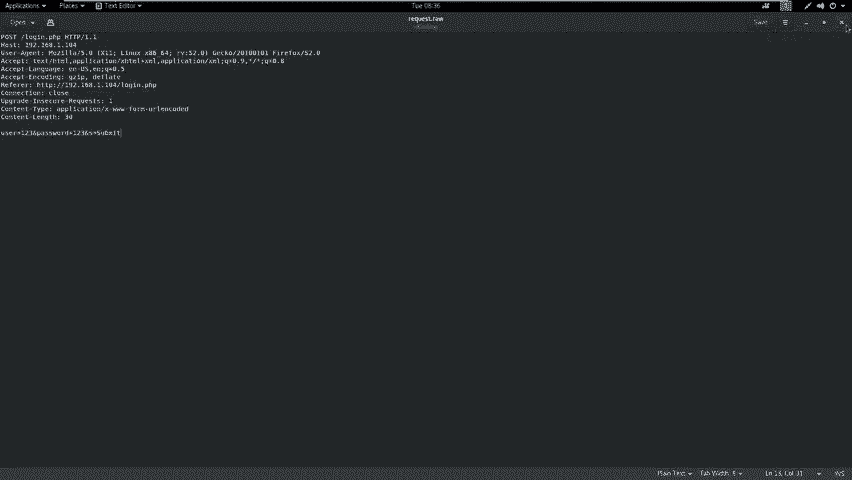 Applications Places Text Editor Tue 08:36
Open request.raw Save
POST /login.php HTTP/1.1
Host: 192.168.1.104
User-Agent: Mozilla/5.0 (X11; Linux x86_64; rv:52.0) Gecko/20100101 Firefox/52.0
Accept: text/html,application/xhtml+xml,application/xml;q=0.9,*/*;q=0.8
Accept-Language: en-US,en;q=0.5
Accept-Encoding: gzip, deflate
Referer: http://192.168.1.104/login.php
Connection: close
Upgrade-Insecure-Requests: 1
Content-Type: application/x-www-form-urlencoded
Content-Length: 30
user=123&password=123&s=Submit
Plain Text Tab Width: 8 Ln 13, Col 31 INS